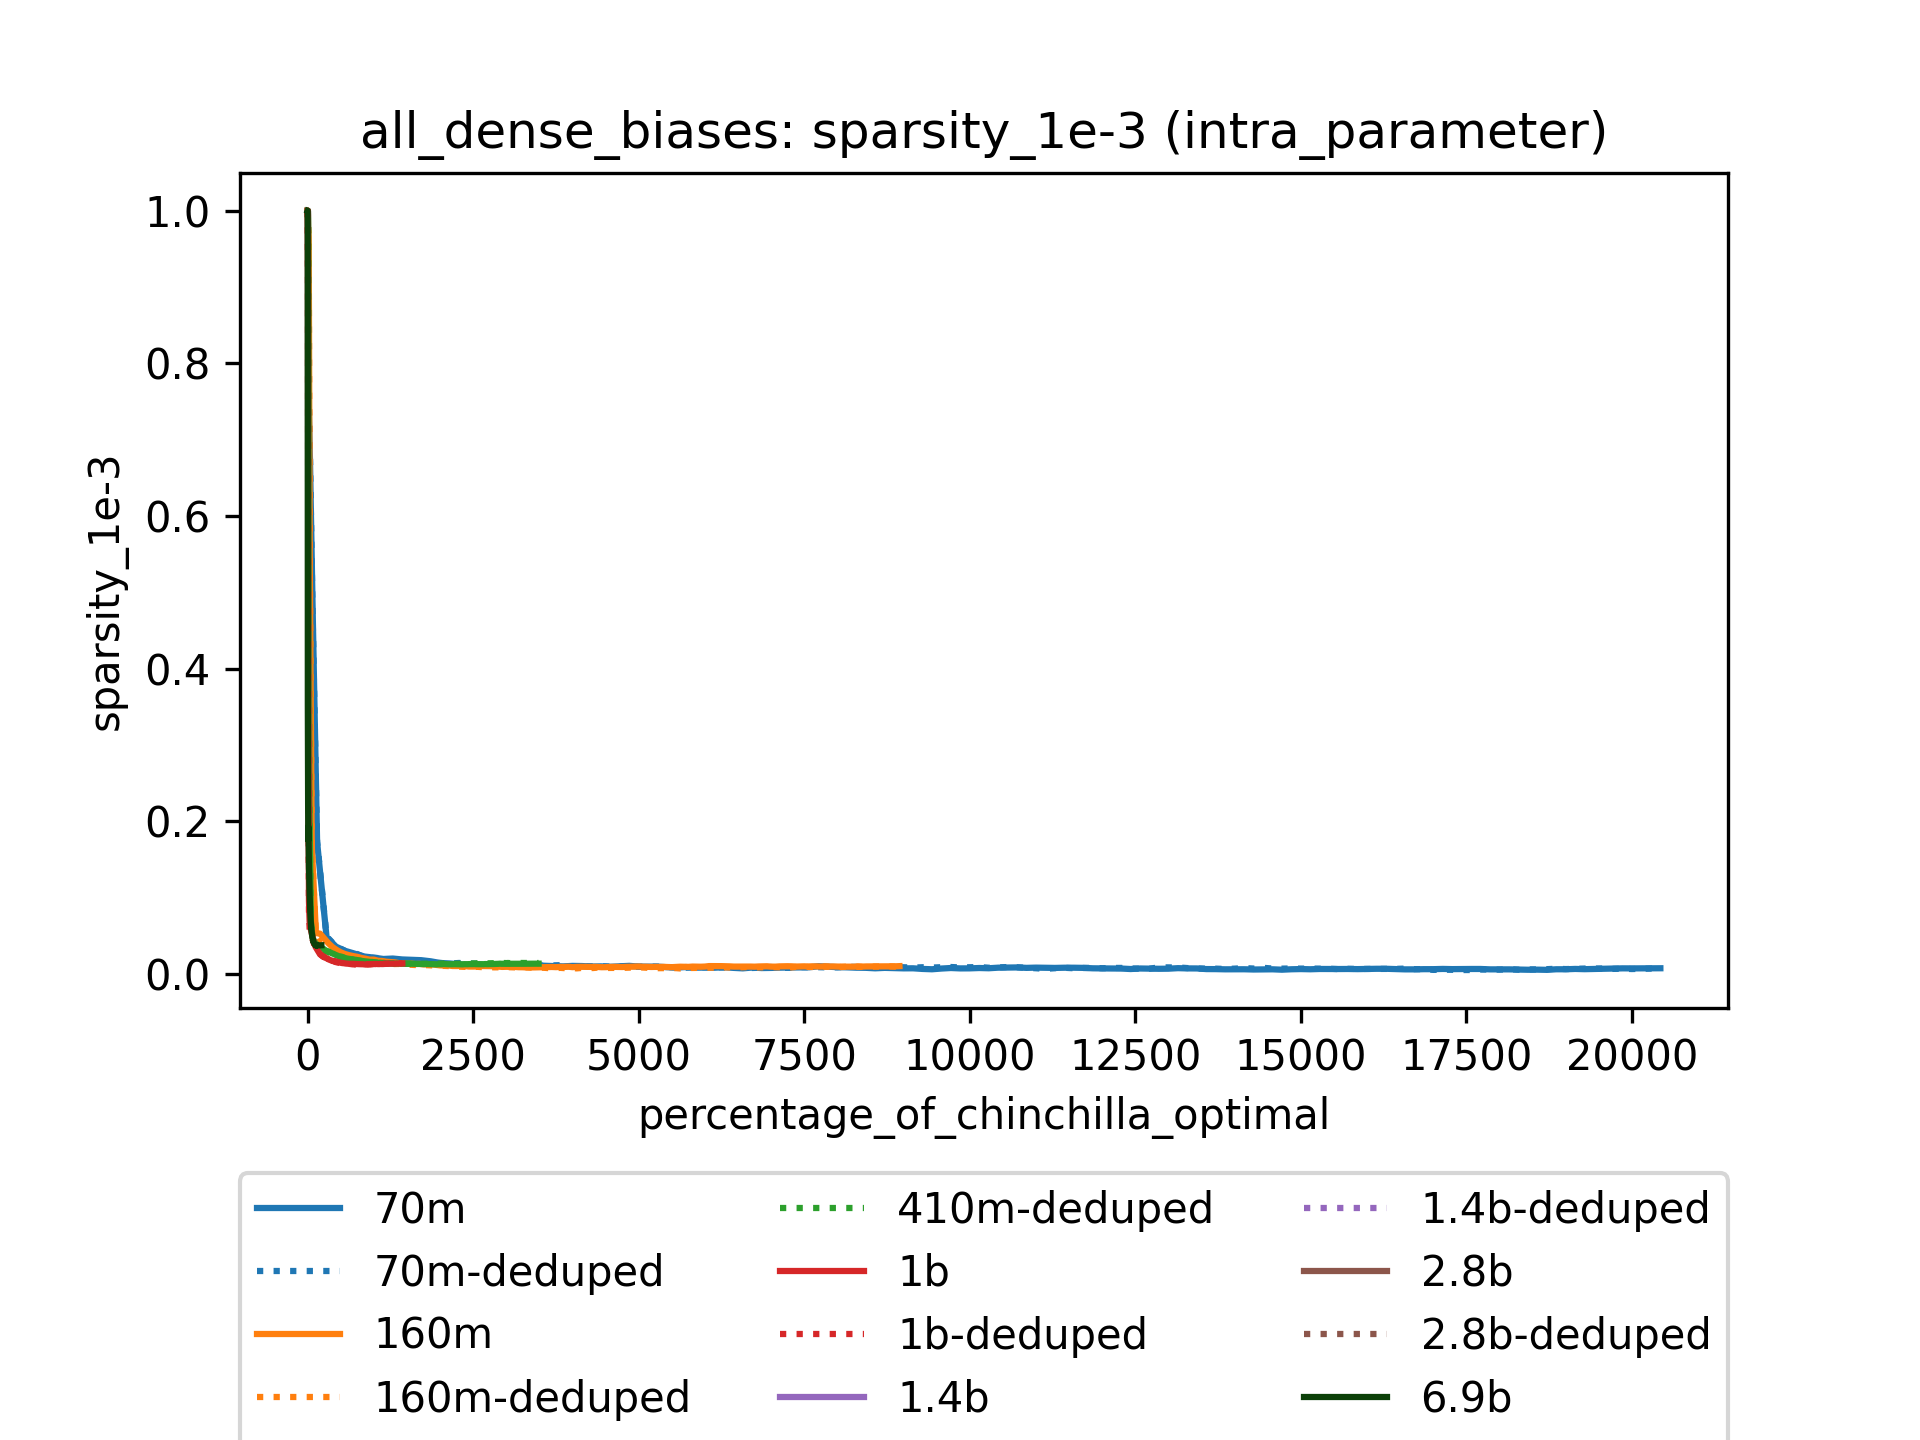 all_dense_biases: sparsity_1e-3 (intra_parameter)
1.0
0.8
0.6
0.4
0.2
0.0
sparsity_1e-3
0 2500 5000 7500 10000 12500 15000 17500 20000
percentage_of_chinchilla_optimal
70m 410m-deduped 1.4b-deduped
70m-deduped 1b 2.8b
160m 1b-deduped 2.8b-deduped
160m-deduped 1.4b 6.9b